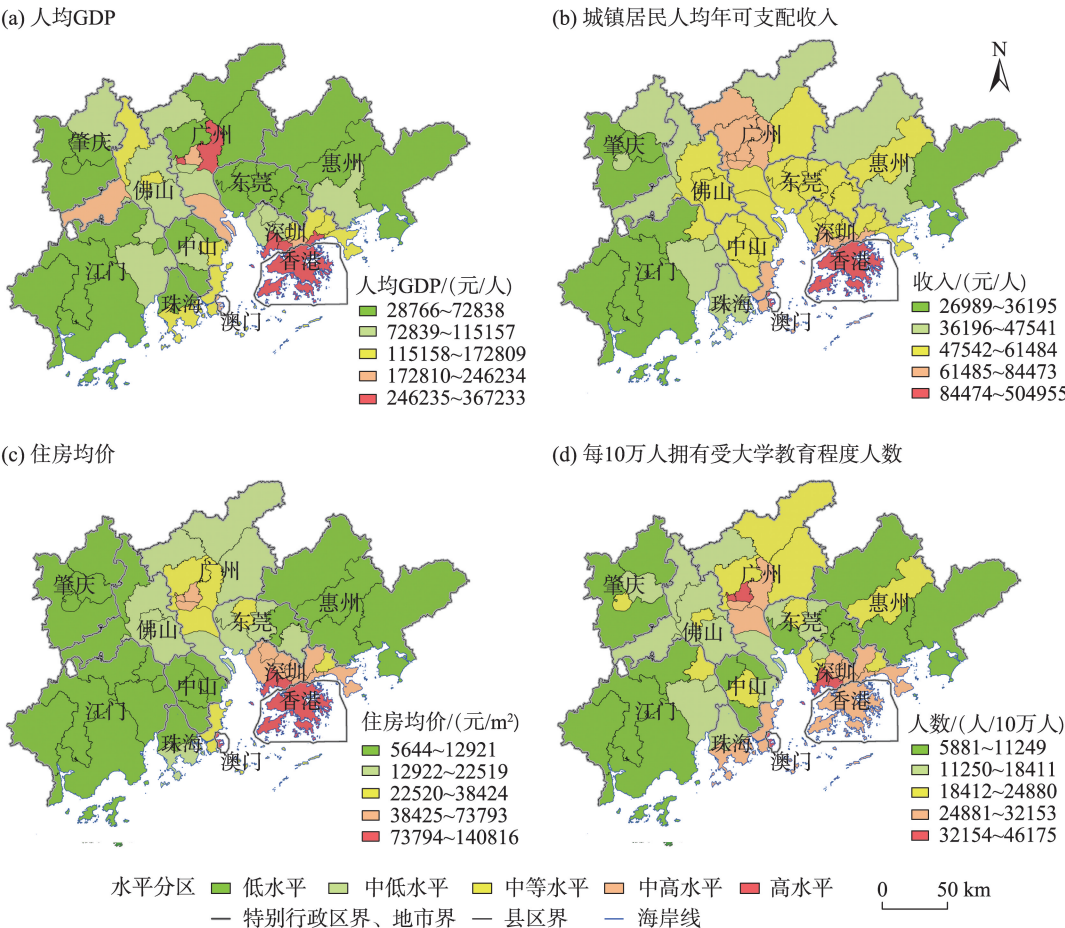 (a) 人均GDP
肇庆
广州
惠州
佛山
东莞
深圳
中山
香港
江门
珠海
澳门
人均GDP/(元/人)
28766~72838
72839~115157
115158~172809
172810~246234
246235~367233
(b) 城镇居民人均年可支配收入
N
肇庆
广州
惠州
佛山
东莞
深圳
中山
香港
江门
珠海
澳门
收入/(元/人)
26989~36195
36196~47541
47542~61484
61485~84473
84474~504955
(c) 住房均价
肇庆
广州
惠州
佛山
东莞
深圳
中山
香港
江门
珠海
澳门
住房均价/(元/m²)
5644~12921
12922~22519
22520~38424
38425~73793
73794~140816
(d) 每10万人拥有受大学教育程度人数
肇庆
广州
惠州
佛山
东莞
深圳
中山
香港
江门
珠海
澳门
人数/(人/10万人)
5881~11249
11250~18411
18412~24880
24881~32153
32154~46175
水平分区 低水平 中低水平 中等水平 中高水平 高水平
特别行政区界、地市界 县区界 海岸线
0 50 km